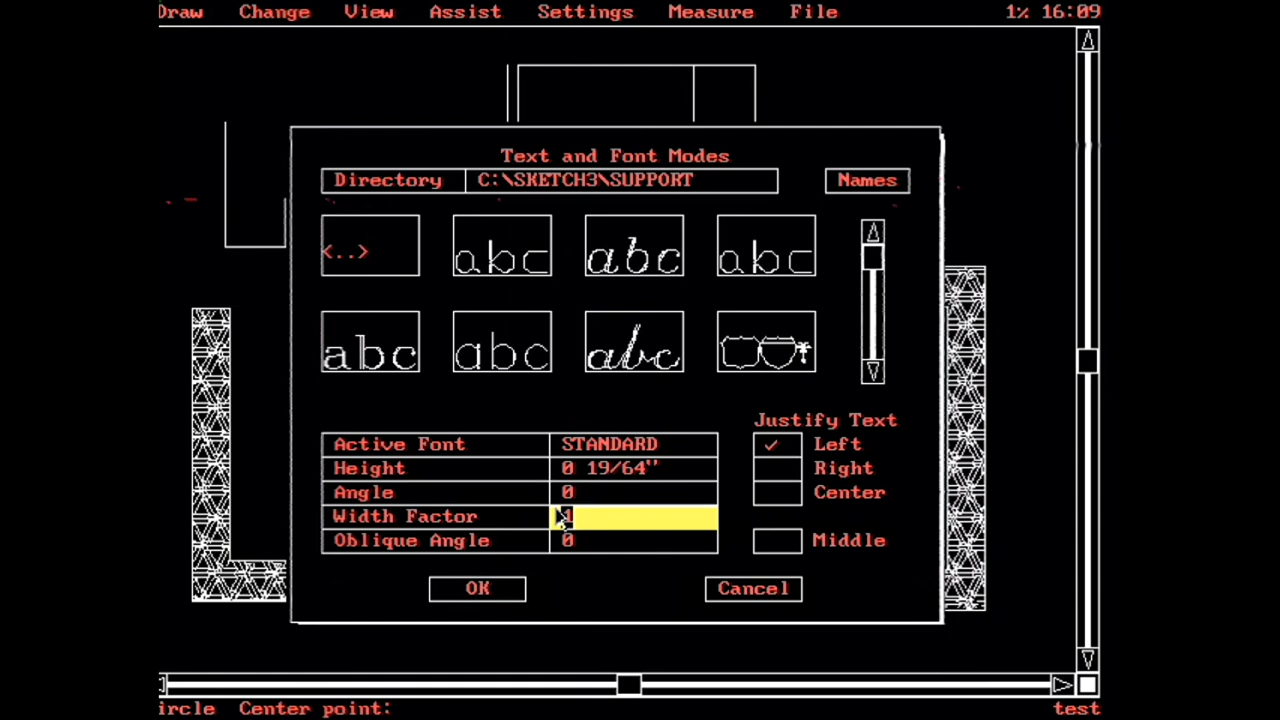 Draw Change View Assist Settings Measure File 1% 16:09
Text and Font Modes
Directory C:\SKETCH3\SUPPORT Names
<..> abc abc abc
abc abc abc
Justify Text
Active Font STANDARD Left
Height 0 19/64" Right
Angle 0 Center
Width Factor 1
Oblique Angle 0 Middle
OK Cancel
ircle Center point: test